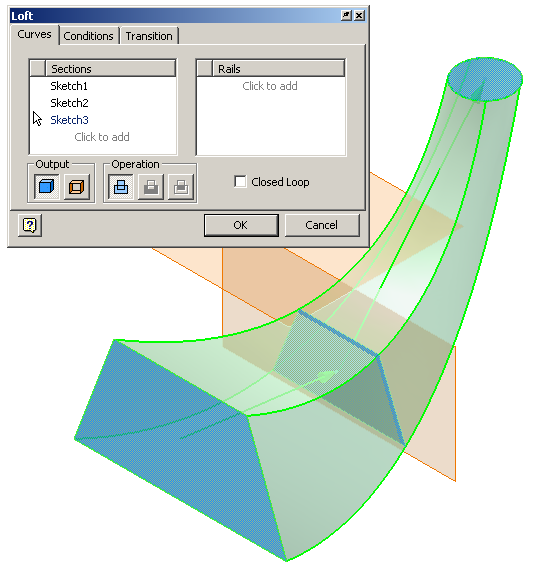 Loft
Curves Conditions Transition
Sections
Sketch1
Sketch2
Sketch3
Click to add
Rails
Click to add
Output
Operation
Closed Loop
?
OK
Cancel